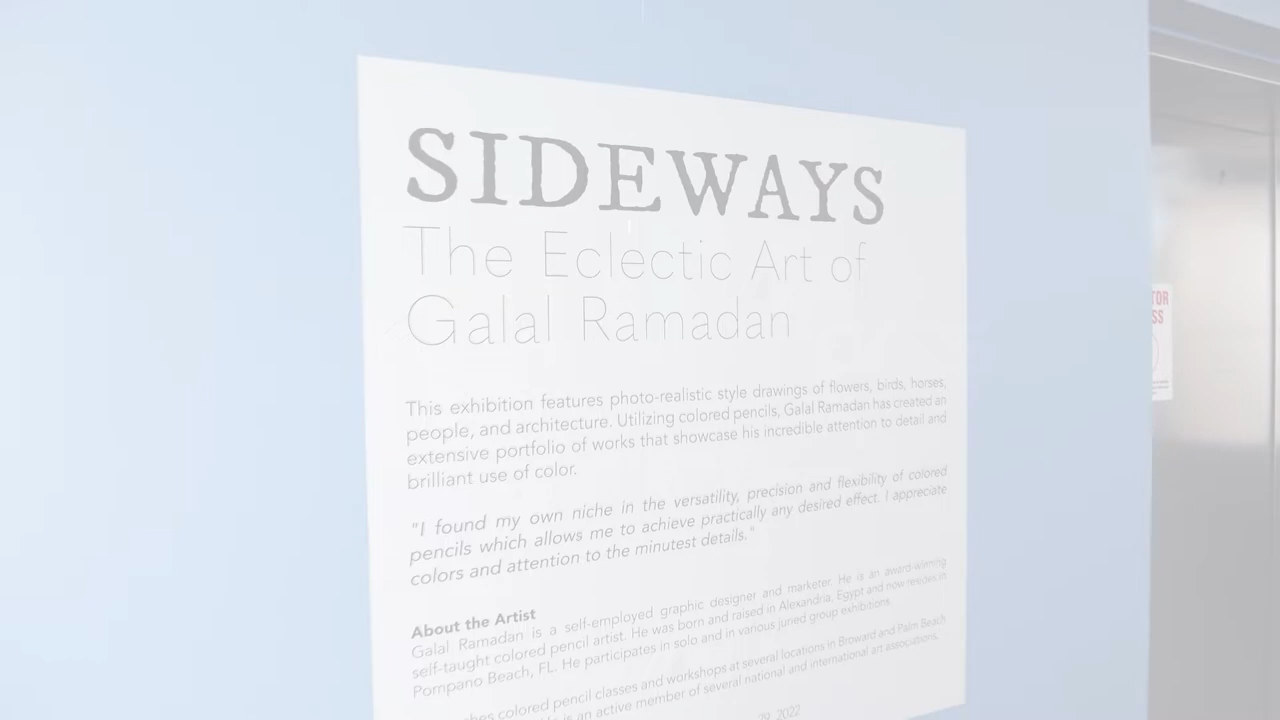 SIDEWAYS
The Eclectic Art of
Galal Ramadan
This exhibition features photo-realistic style drawings of flowers, birds, horses,
people, and architecture. Utilizing colored pencils, Galal Ramadan has created an
extensive portfolio of works that showcase his incredible attention to detail and
brilliant use of color.
"I found my own niche in the versatility, precision and flexibility of colored
pencils which allows me to achieve practically any desired effect. I appreciate
colors and attention to the minutest details."
About the Artist
Galal Ramadan is a self-employed graphic designer and marketer. He is an award-winning
self-taught colored pencil artist. He was born and raised in Alexandria, Egypt and now resides in
Pompano Beach, FL. He participates in solo and in various juried group exhibitions.
colored pencil classes and workshops at several locations in Broward and Palm Beach
is an active member of several national and international art associations.
29, 2022